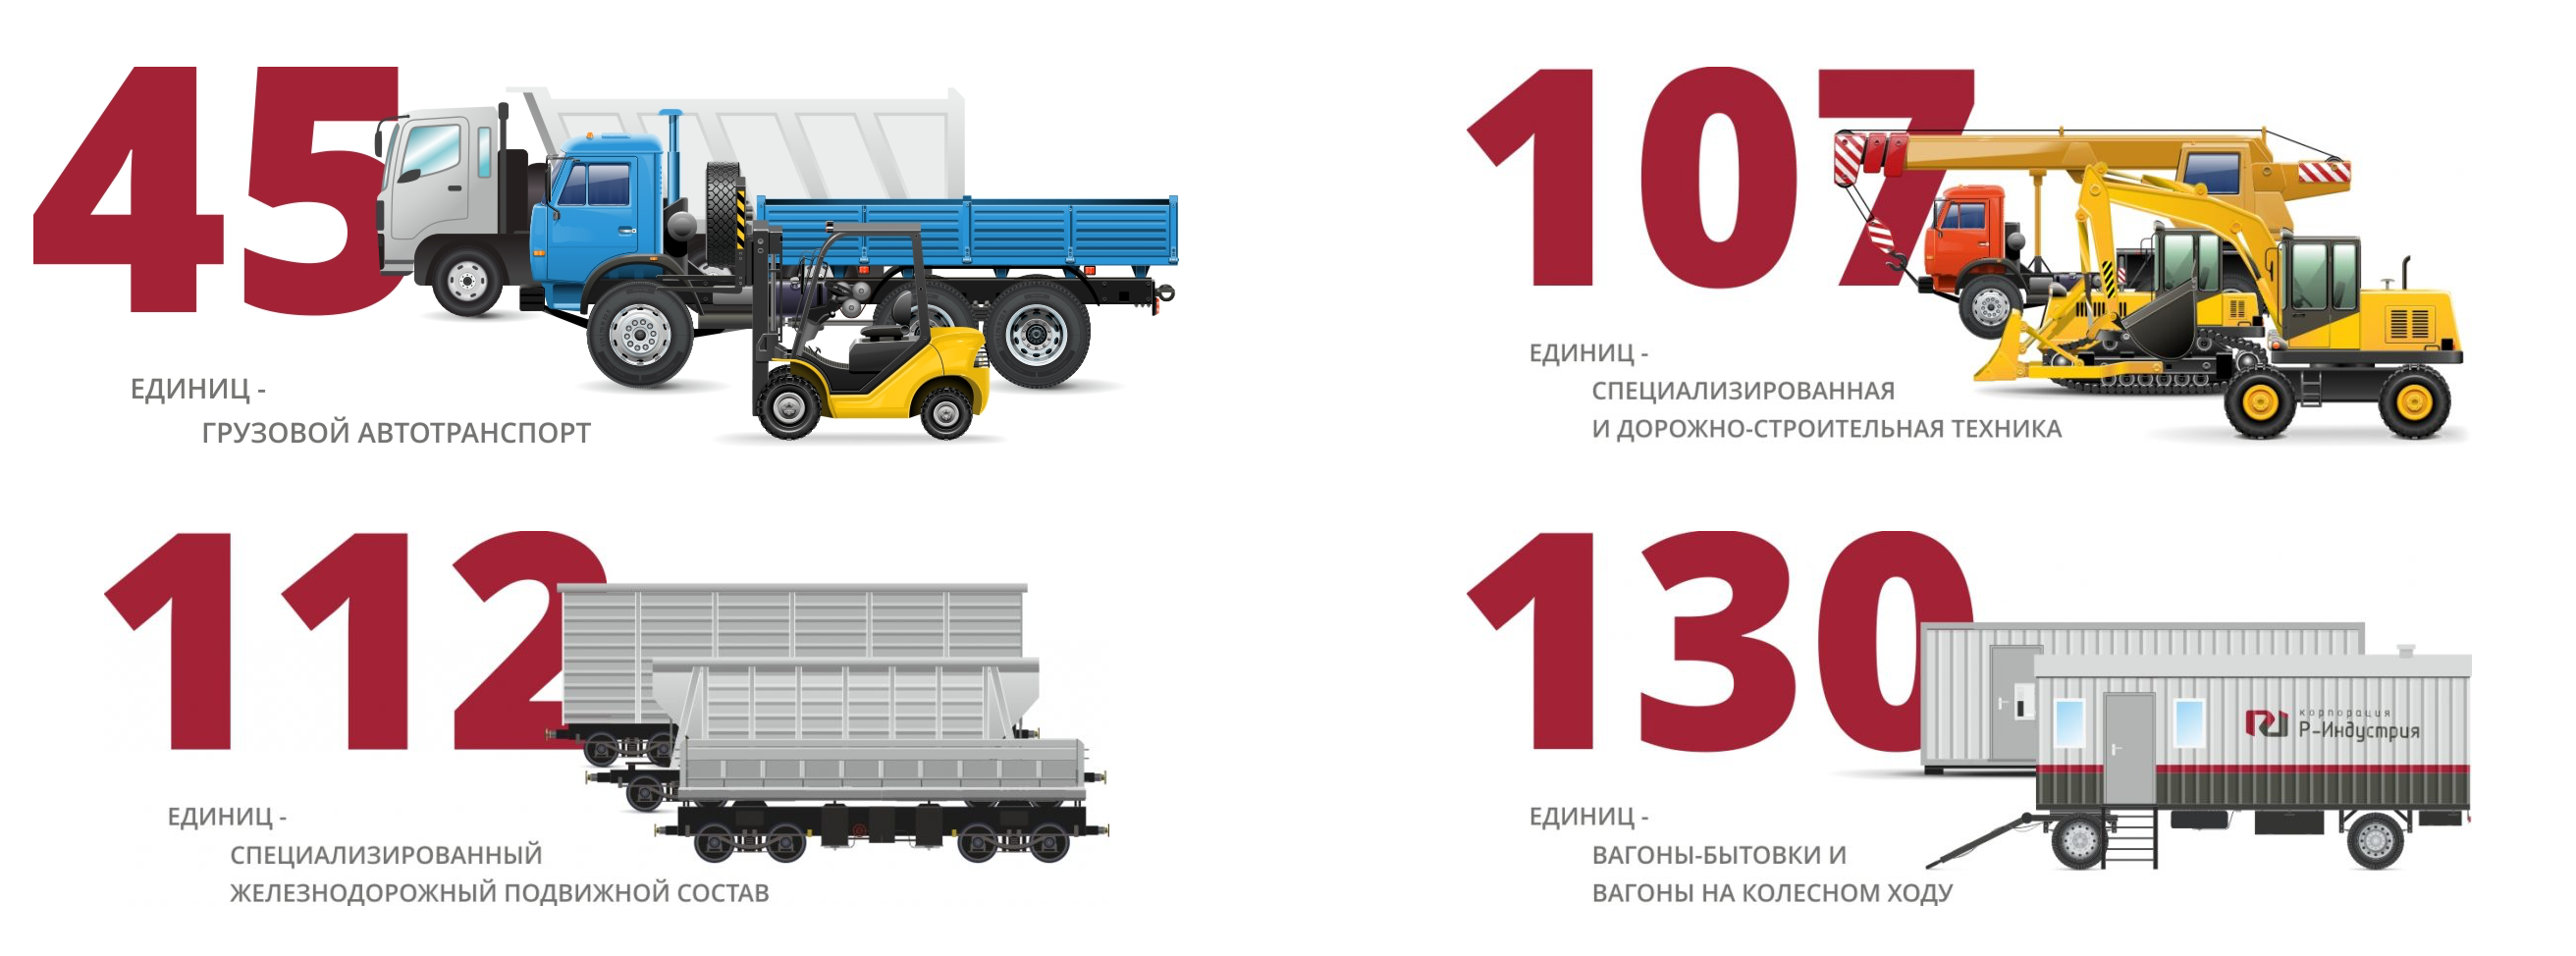 45
ЕДИНИЦ -
ГРУЗОВОЙ АВТОТРАНСПОРТ
107
ЕДИНИЦ -
СПЕЦИАЛИЗИРОВАННАЯ
И ДОРОЖНО-СТРОИТЕЛЬНАЯ ТЕХНИКА
112
ЕДИНИЦ -
СПЕЦИАЛИЗИРОВАННЫЙ
ЖЕЛЕЗНОДОРОЖНЫЙ ПОДВИЖНОЙ СОСТАВ
130
корпорация
Р-Индустрия
ЕДИНИЦ -
ВАГОНЫ-БЫТОВКИ И
ВАГОНЫ НА КОЛЕСНОМ ХОДУ